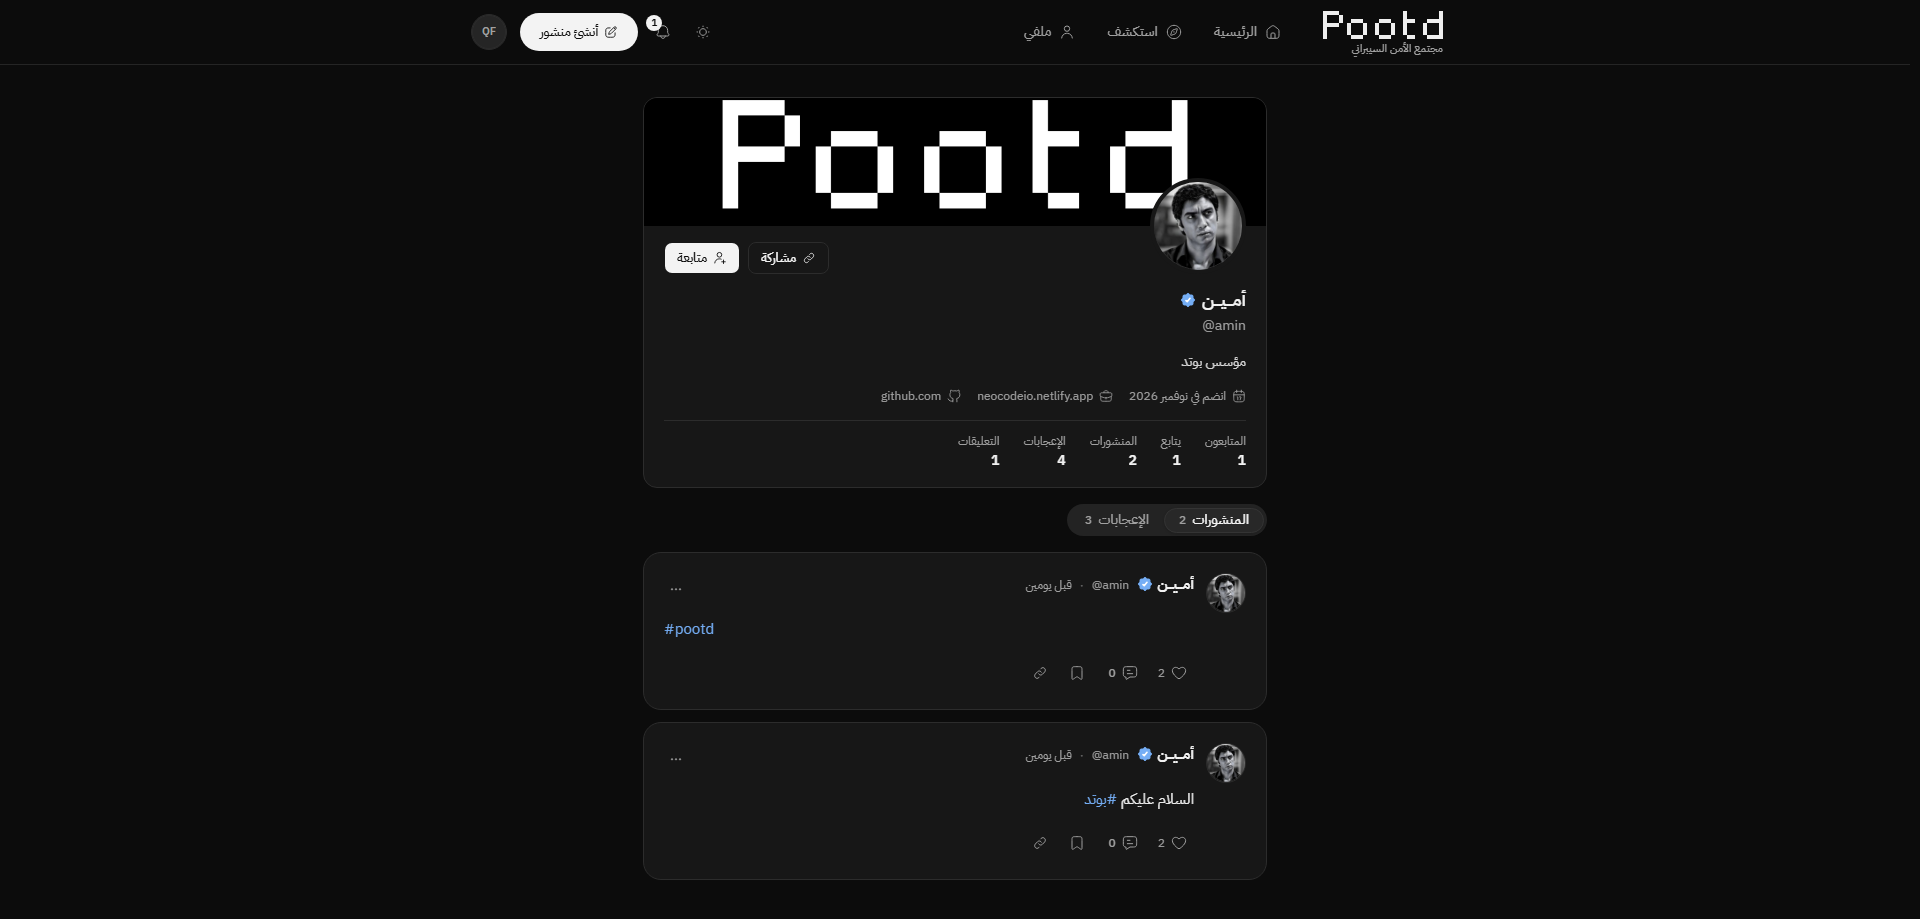 Pootd
مجتمع الأمن السيبراني
الرئيسية
استكشف
ملفي
1
أنشئ منشور
QF
Pootd
مشاركة
متابعة
أمـيـن
@amin
مؤسس بوتد
انضم في نوفمبر 2026
neocodeio.netlify.app
github.com
المتابعون
1
يتابع
1
المنشورات
2
الإعجابات
4
التعليقات
1
المنشورات 2
الإعجابات 3
أمـيـن @amin · قبل يومين
...
#pootd
2
0
أمـيـن @amin · قبل يومين
...
السلام عليكم #بوتد
2
0